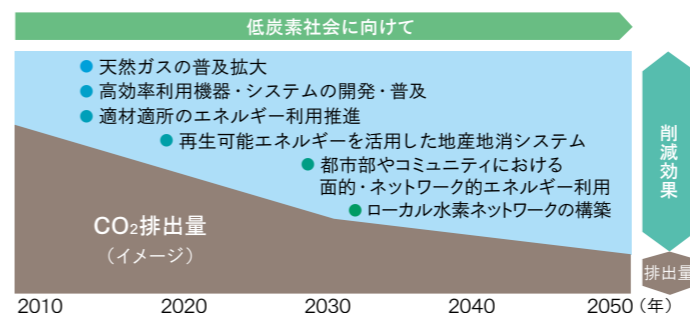 低炭素社会に向けて
● 天然ガスの普及拡大
● 高効率利用機器・システムの開発・普及
● 適材適所のエネルギー利用推進
● 再生可能エネルギーを活用した地産地消システム
● 都市部やコミュニティにおける
面的・ネットワーク的エネルギー利用
● ローカル水素ネットワークの構築
削減効果
CO₂排出量
（イメージ）
排出量
2010 2020 2030 2040 2050（年）